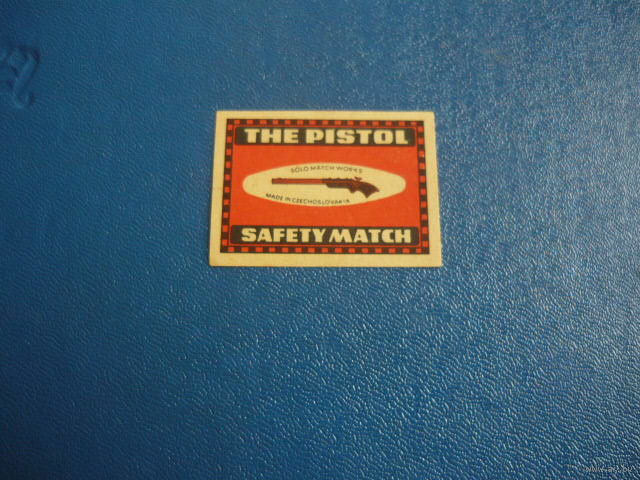 THE PISTOL
SOLO MATCH WORKS
MADE IN CZECHOSLOVAKIA
SAFETY MATCH